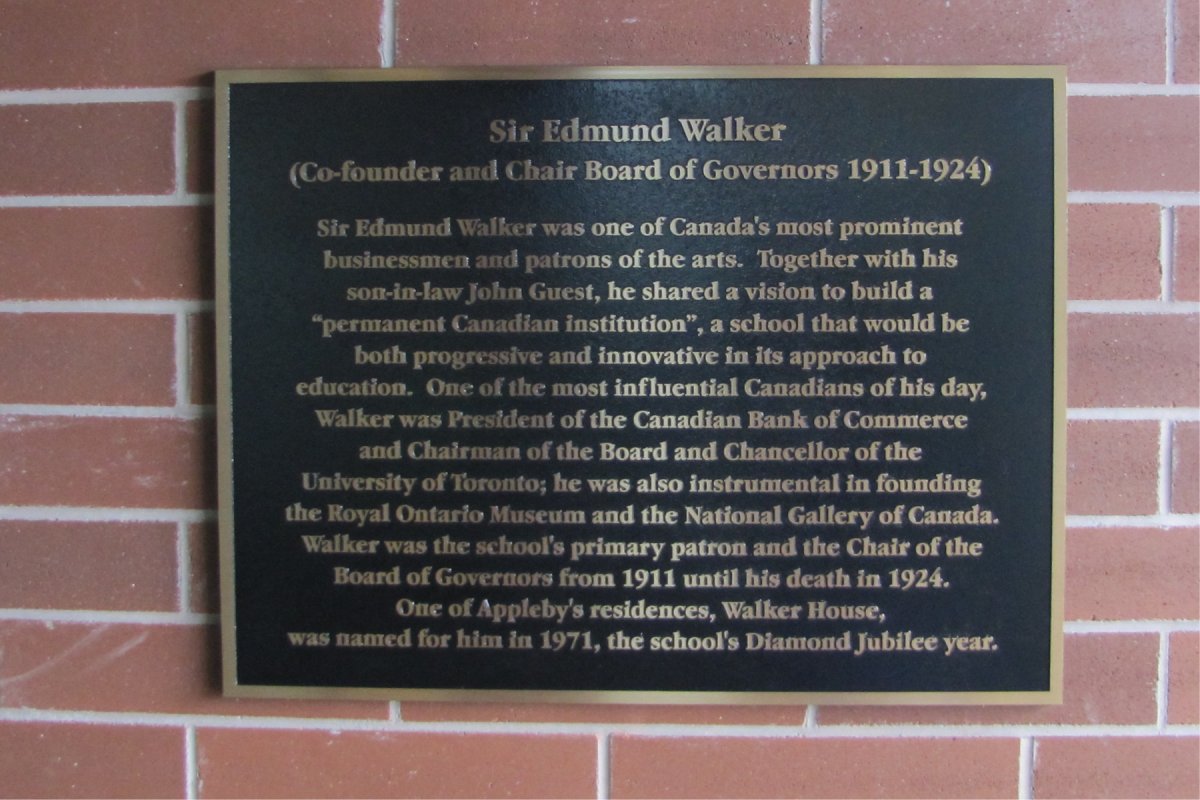 Sir Edmund Walker
(Co-founder and Chair Board of Governors 1911-1924)
Sir Edmund Walker was one of Canada's most prominent
businessmen and patrons of the arts.  Together with his
son-in-law John Guest, he shared a vision to build a
“permanent Canadian institution”, a school that would be
both progressive and innovative in its approach to
education.  One of the most influential Canadians of his day,
Walker was President of the Canadian Bank of Commerce
and Chairman of the Board and Chancellor of the
University of Toronto; he was also instrumental in founding
the Royal Ontario Museum and the National Gallery of Canada.
Walker was the school's primary patron and the Chair of the
Board of Governors from 1911 until his death in 1924.
One of Appleby's residences, Walker House,
was named for him in 1971, the school's Diamond Jubilee year.